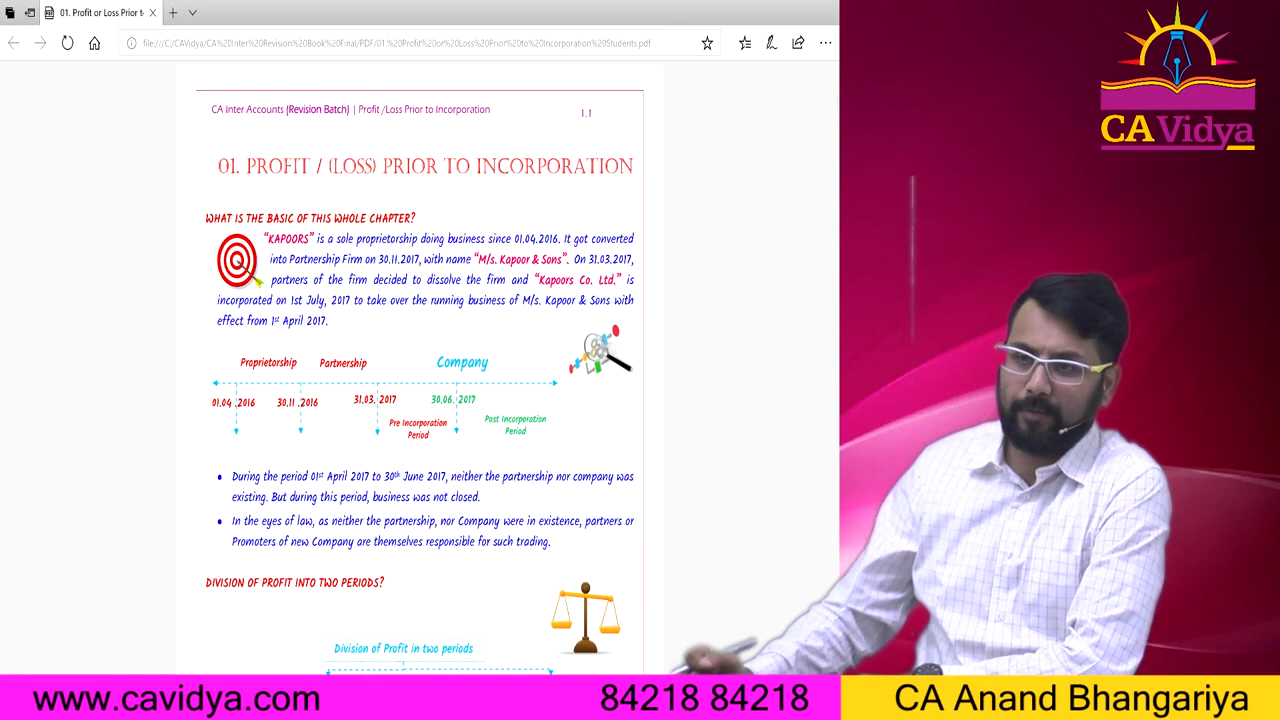 01. Profit or Loss Prior to
file:///C:/CAVidya/CA%20Inter%20Revision%20Book%20Final/PDF/01.%20Profit%20or%20Loss%20Prior%20to%20Incorporation%20Students.pdf
CA Inter Accounts (Revision Batch) | Profit /Loss Prior to Incorporation
1.1
01. PROFIT / (LOSS) PRIOR TO INCORPORATION
WHAT IS THE BASIC OF THIS WHOLE CHAPTER?
"KAPOORS" is a sole proprietorship doing business since 01.04.2016. It got converted
into Partnership Firm on 30.11.2017, with name "M/s. Kapoor & Sons". On 31.03.2017,
partners of the firm decided to dissolve the firm and "Kapoors Co. Ltd." is
incorporated on 1st July, 2017 to take over the running business of M/s. Kapoor & Sons with
effect from 1st April 2017.
Proprietorship Partnership Company
01.04 .2016 30.11 .2016 31.03. 2017 30.06. 2017
Pre Incorporation
Period
Post Incorporation
Period
• During the period 01st April 2017 to 30th June 2017, neither the partnership nor company was
existing. But during this period, business was not closed.
• In the eyes of law, as neither the partnership, nor Company were in existence, partners or
Promoters of new Company are themselves responsible for such trading.
DIVISION OF PROFIT INTO TWO PERIODS?
Division of Profit in two periods
CA Vidya
www.cavidya.com
84218 84218
CA Anand Bhangariya